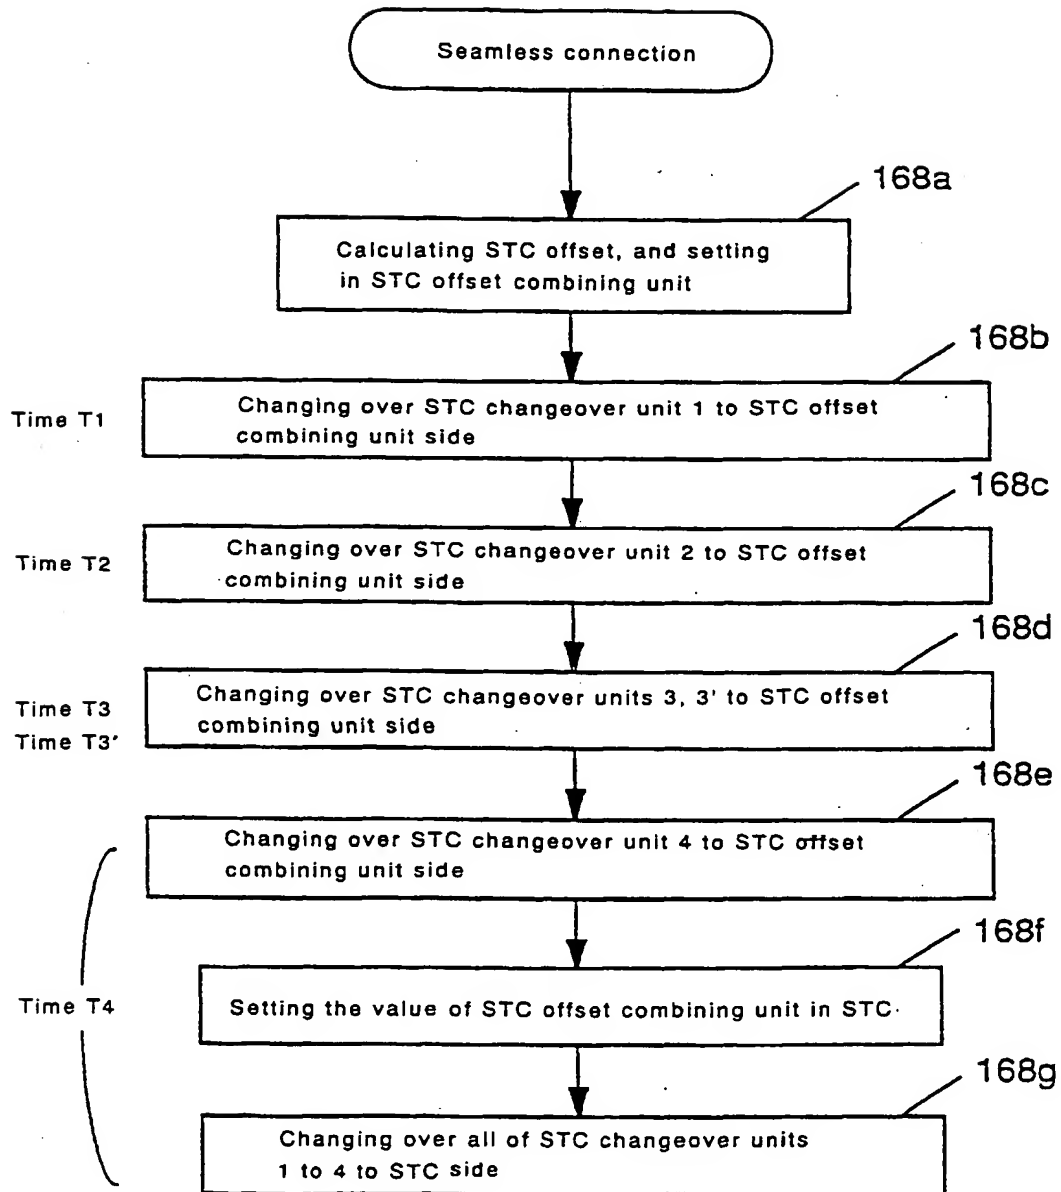 Seamless connection
168a
Calculating STC offset, and setting
in STC offset combining unit
168b
Time T1
Changing over STC changeover unit 1 to STC offset
combining unit side
168c
Time T2
Changing over STC changeover unit 2 to STC offset
combining unit side
168d
Time T3
Time T3'
Changing over STC changeover units 3, 3' to STC offset
combining unit side
168e
Changing over STC changeover unit 4 to STC offset
combining unit side
168f
Time T4
Setting the value of STC offset combining unit in STC
168g
Changing over all of STC changeover units
1 to 4 to STC side